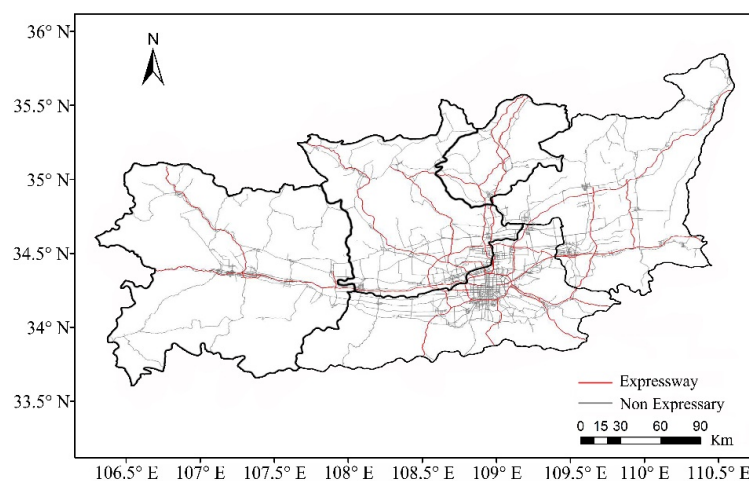 36° N
N
35.5° N
35° N
34.5° N
34° N
33.5° N
Expressway
Non Expressary
0 15 30 60 90
Km
106.5° E 107° E 107.5° E 108° E 108.5° E 109° E 109.5° E 110° E 110.5° E